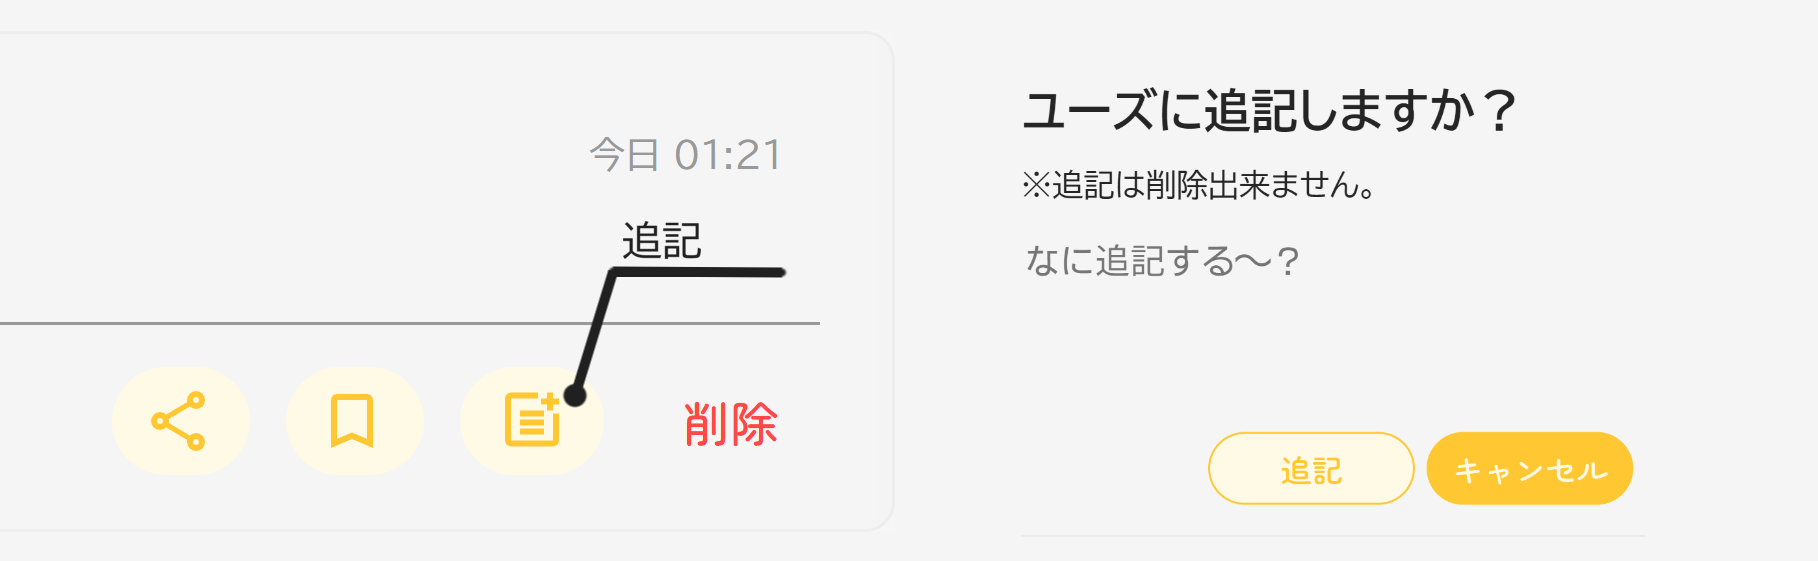 今日 01:21
追記
削除
ユーズに追記しますか？
※追記は削除出来ません。
なに追記する〜？
追記
キャンセル